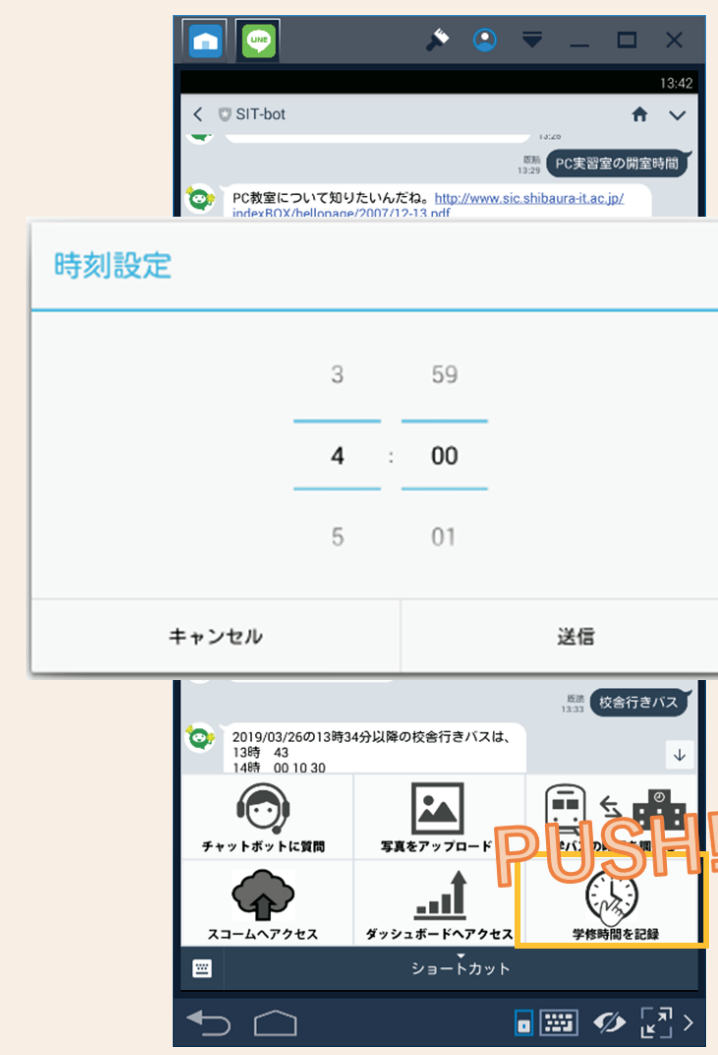 LINE
13:42
SIT-bot
13:28
既読
13:29
PC実習室の開室時間
PC教室について知りたいんだね。http://www.sic.shibaura-it.ac.jp/
indexBOX/hellopage/2007/12-13.pdf
時刻設定
3 59
4 : 00
5 01
キャンセル
送信
既読
13:33
校舎行きバス
2019/03/26の13時34分以降の校舎行きバスは、
13時 43
14時 00 10 30
チャットボットに質問
写真をアップロード
PUSH!
スコームへアクセス
ダッシュボードへアクセス
学修時間を記録
ショートカット